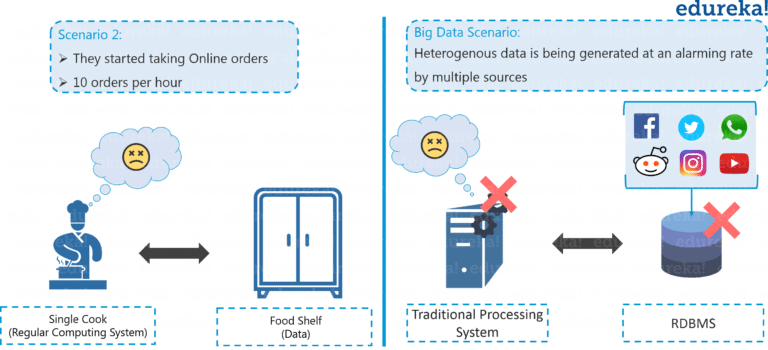 edureka!
Scenario 2:
➤ They started taking Online orders
➤ 10 orders per hour
Big Data Scenario:
Heterogenous data is being generated at an alarming rate
by multiple sources
Single Cook
(Regular Computing System)
Food Shelf
(Data)
Traditional Processing
System
RDBMS